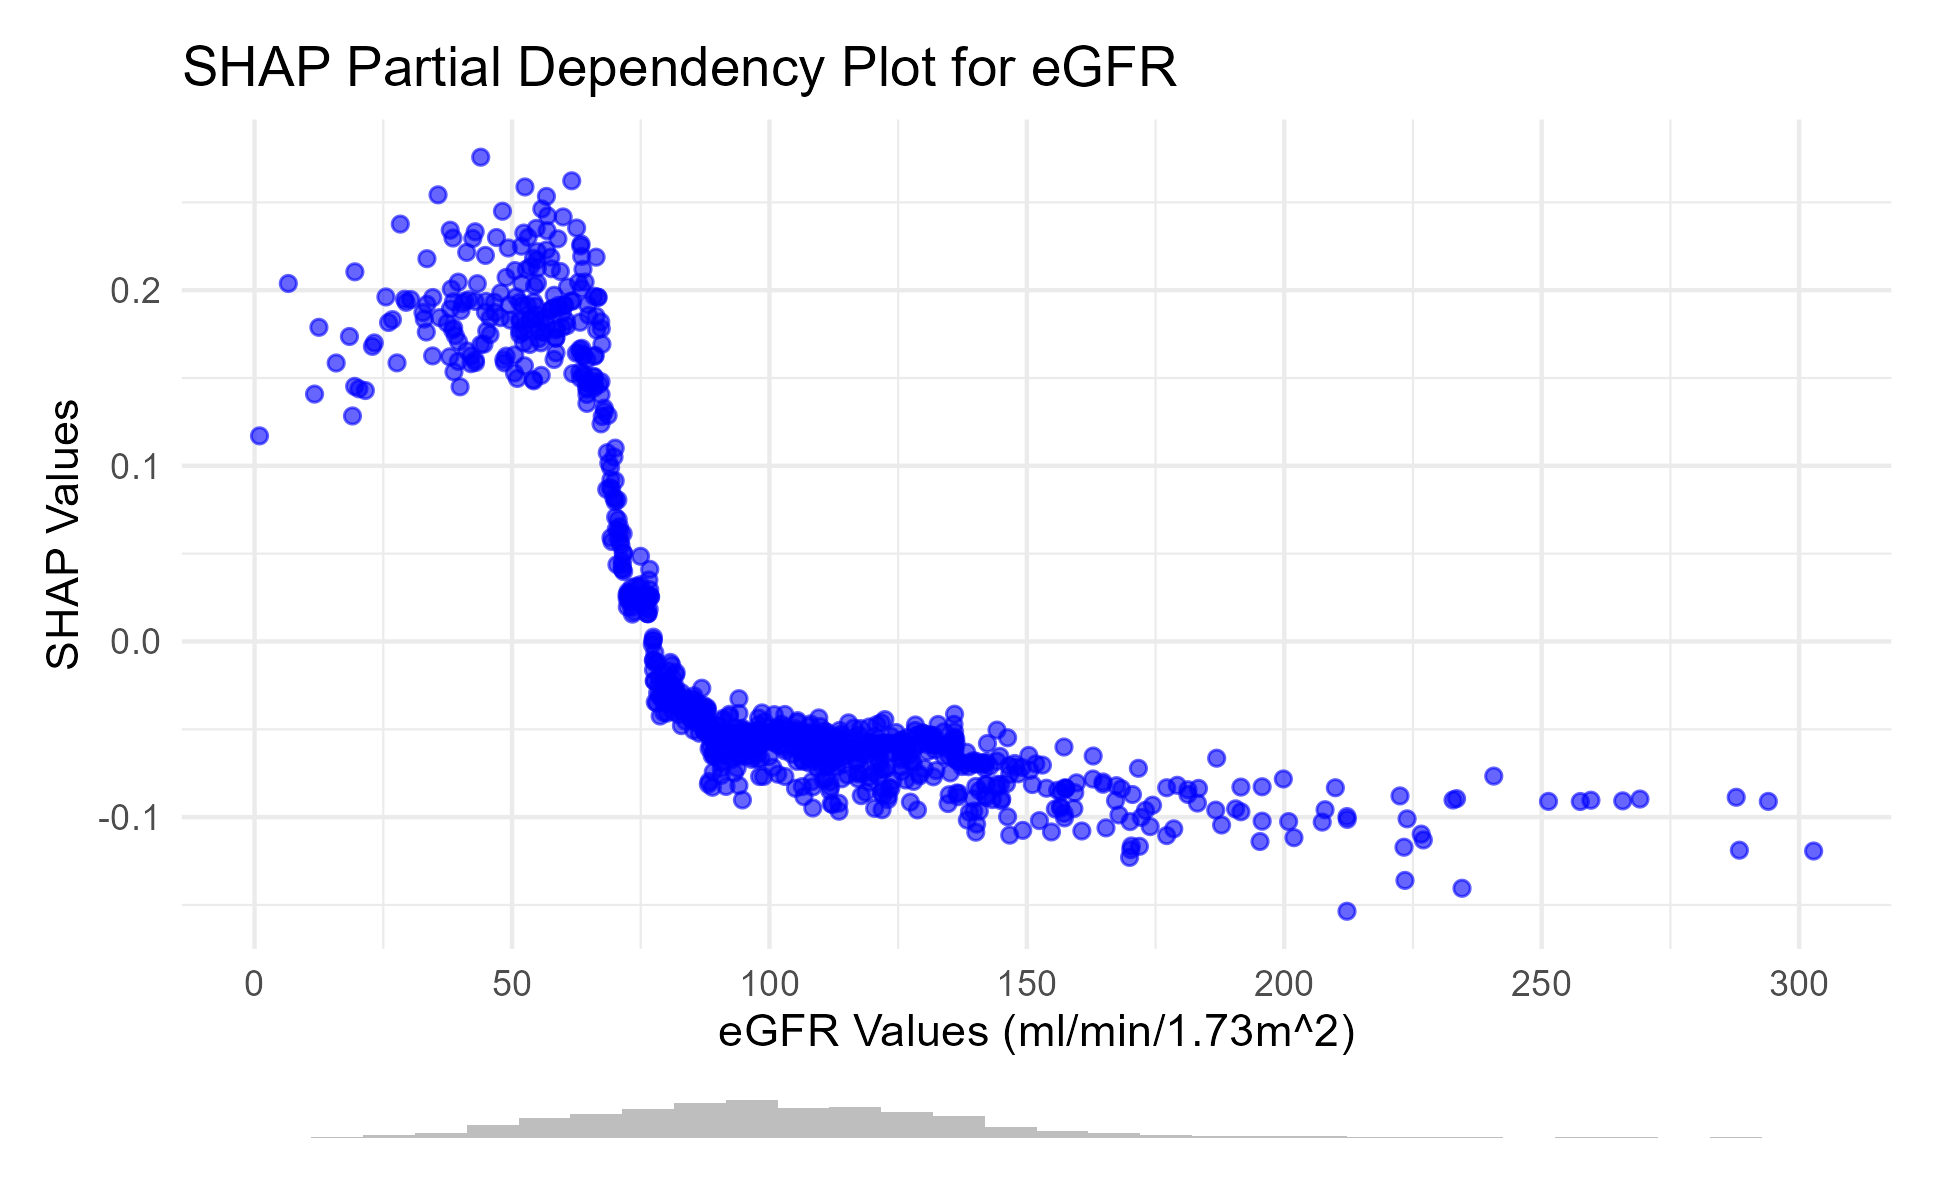 SHAP Partial Dependency Plot for eGFR
SHAP Values
0.2
0.1
0.0
-0.1
0 50 100 150 200 250 300
eGFR Values (ml/min/1.73m^2)